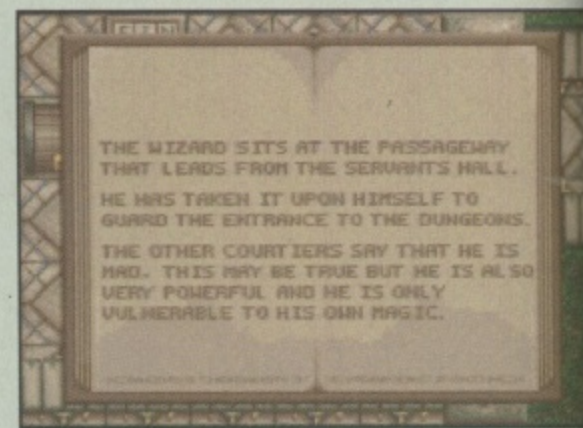 THE WIZARD SITS AT THE PASSAGEWAY
THAT LEADS FROM THE SERVANTS HALL.
HE HAS TAKEN IT UPON HIMSELF TO
GUARD THE ENTRANCE TO THE DUNGEONS.
THE OTHER COURTIERS SAY THAT HE IS
MAD. THIS MAY BE TRUE BUT HE IS ALSO
VERY POWERFUL AND HE IS ONLY
VULNERABLE TO HIS OWN MAGIC.